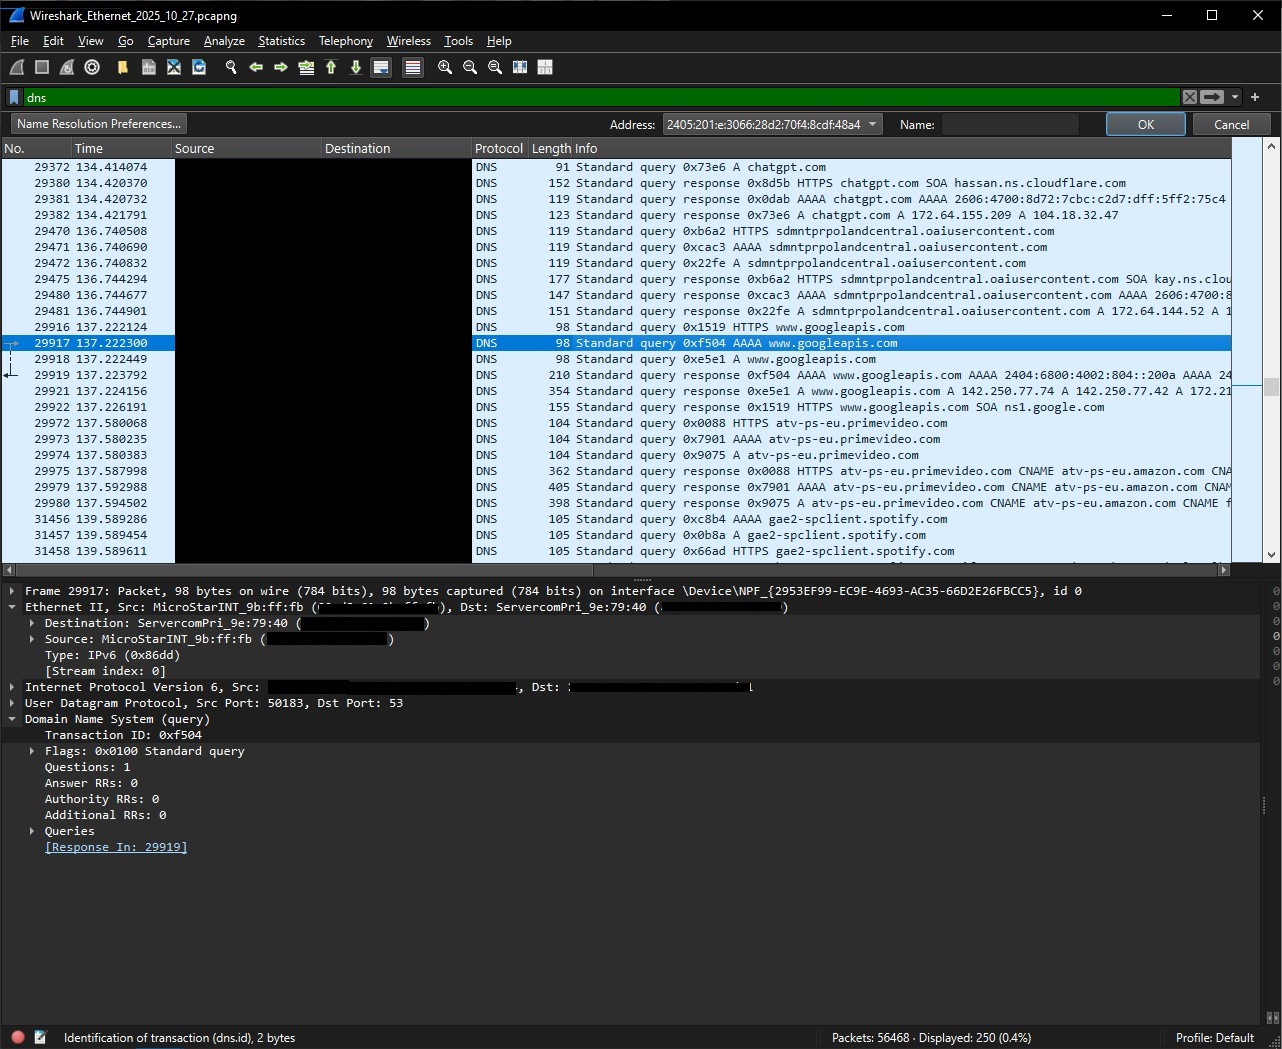 Wireshark_Ethernet_2025_10_27.pcapng
File Edit View Go Capture Analyze Statistics Telephony Wireless Tools Help
dns
Name Resolution Preferences... Address: 2405:201:e:3066:28d2:70f4:8cdf:48a4 Name: OK Cancel
No. Time Source Destination Protocol Length Info
29372 134.414074 DNS 91 Standard query 0x73e6 A chatgpt.com
29380 134.420370 DNS 152 Standard query response 0x8d5b HTTPS chatgpt.com SOA hassan.ns.cloudflare.com
29381 134.420732 DNS 119 Standard query response 0x0dab AAAA chatgpt.com AAAA 2606:4700:8d72:7cbc:c2d7:dff:5ff2:75c4
29382 134.421791 DNS 123 Standard query response 0x73e6 A chatgpt.com A 172.64.155.209 A 104.18.32.47
29470 136.740508 DNS 119 Standard query 0xb6a2 HTTPS sdmntprpolandcentral.oaiusercontent.com
29471 136.740690 DNS 119 Standard query 0xcac3 AAAA sdmntprpolandcentral.oaiusercontent.com
29472 136.740832 DNS 119 Standard query 0x22fe A sdmntprpolandcentral.oaiusercontent.com
29475 136.744294 DNS 177 Standard query response 0xb6a2 HTTPS sdmntprpolandcentral.oaiusercontent.com SOA kay.ns.clou
29480 136.744677 DNS 147 Standard query response 0xcac3 AAAA sdmntprpolandcentral.oaiusercontent.com AAAA 2606:4700:8
29481 136.744901 DNS 151 Standard query response 0x22fe A sdmntprpolandcentral.oaiusercontent.com A 172.64.144.52 A 1
29916 137.222124 DNS 98 Standard query 0x1519 HTTPS www.googleapis.com
29917 137.222300 DNS 98 Standard query 0xf504 AAAA www.googleapis.com
29918 137.222449 DNS 98 Standard query 0xe5e1 A www.googleapis.com
29919 137.223792 DNS 210 Standard query response 0xf504 AAAA www.googleapis.com AAAA 2404:6800:4002:804::200a AAAA 24
29921 137.224156 DNS 354 Standard query response 0xe5e1 A www.googleapis.com A 142.250.77.74 A 142.250.77.42 A 172.21
29922 137.226191 DNS 155 Standard query response 0x1519 HTTPS www.googleapis.com SOA ns1.google.com
29972 137.580068 DNS 104 Standard query 0x0088 HTTPS atv-ps-eu.primevideo.com
29973 137.580235 DNS 104 Standard query 0x7901 AAAA atv-ps-eu.primevideo.com
29974 137.580383 DNS 104 Standard query 0x9075 A atv-ps-eu.primevideo.com
29975 137.587998 DNS 362 Standard query response 0x0088 HTTPS atv-ps-eu.primevideo.com CNAME atv-ps-eu.amazon.com CNA
29979 137.592988 DNS 405 Standard query response 0x7901 AAAA atv-ps-eu.primevideo.com CNAME atv-ps-eu.amazon.com CNAM
29980 137.594502 DNS 398 Standard query response 0x9075 A atv-ps-eu.primevideo.com CNAME atv-ps-eu.amazon.com CNAME f
31456 139.589286 DNS 105 Standard query 0xc8b4 AAAA gae2-spclient.spotify.com
31457 139.589454 DNS 105 Standard query 0x0b8a A gae2-spclient.spotify.com
31458 139.589611 DNS 105 Standard query 0x66ad HTTPS gae2-spclient.spotify.com
Frame 29917: Packet, 98 bytes on wire (784 bits), 98 bytes captured (784 bits) on interface \Device\NPF_{2953EF99-EC9E-4693-AC35-66D2E26FBCC5}, id 0
Ethernet II, Src: MicroStarINT_9b:ff:fb ( ), Dst: ServercomPri_9e:79:40 ( )
Destination: ServercomPri_9e:79:40 ( )
Source: MicroStarINT_9b:ff:fb ( )
Type: IPv6 (0x86dd)
[Stream index: 0]
Internet Protocol Version 6, Src: , Dst:
User Datagram Protocol, Src Port: 50183, Dst Port: 53
Domain Name System (query)
Transaction ID: 0xf504
Flags: 0x0100 Standard query
Questions: 1
Answer RRs: 0
Authority RRs: 0
Additional RRs: 0
Queries
[Response In: 29919]
0
0
0
0
0
0
0
Identification of transaction (dns.id), 2 bytes Packets: 56468 · Displayed: 250 (0.4%) Profile: Default